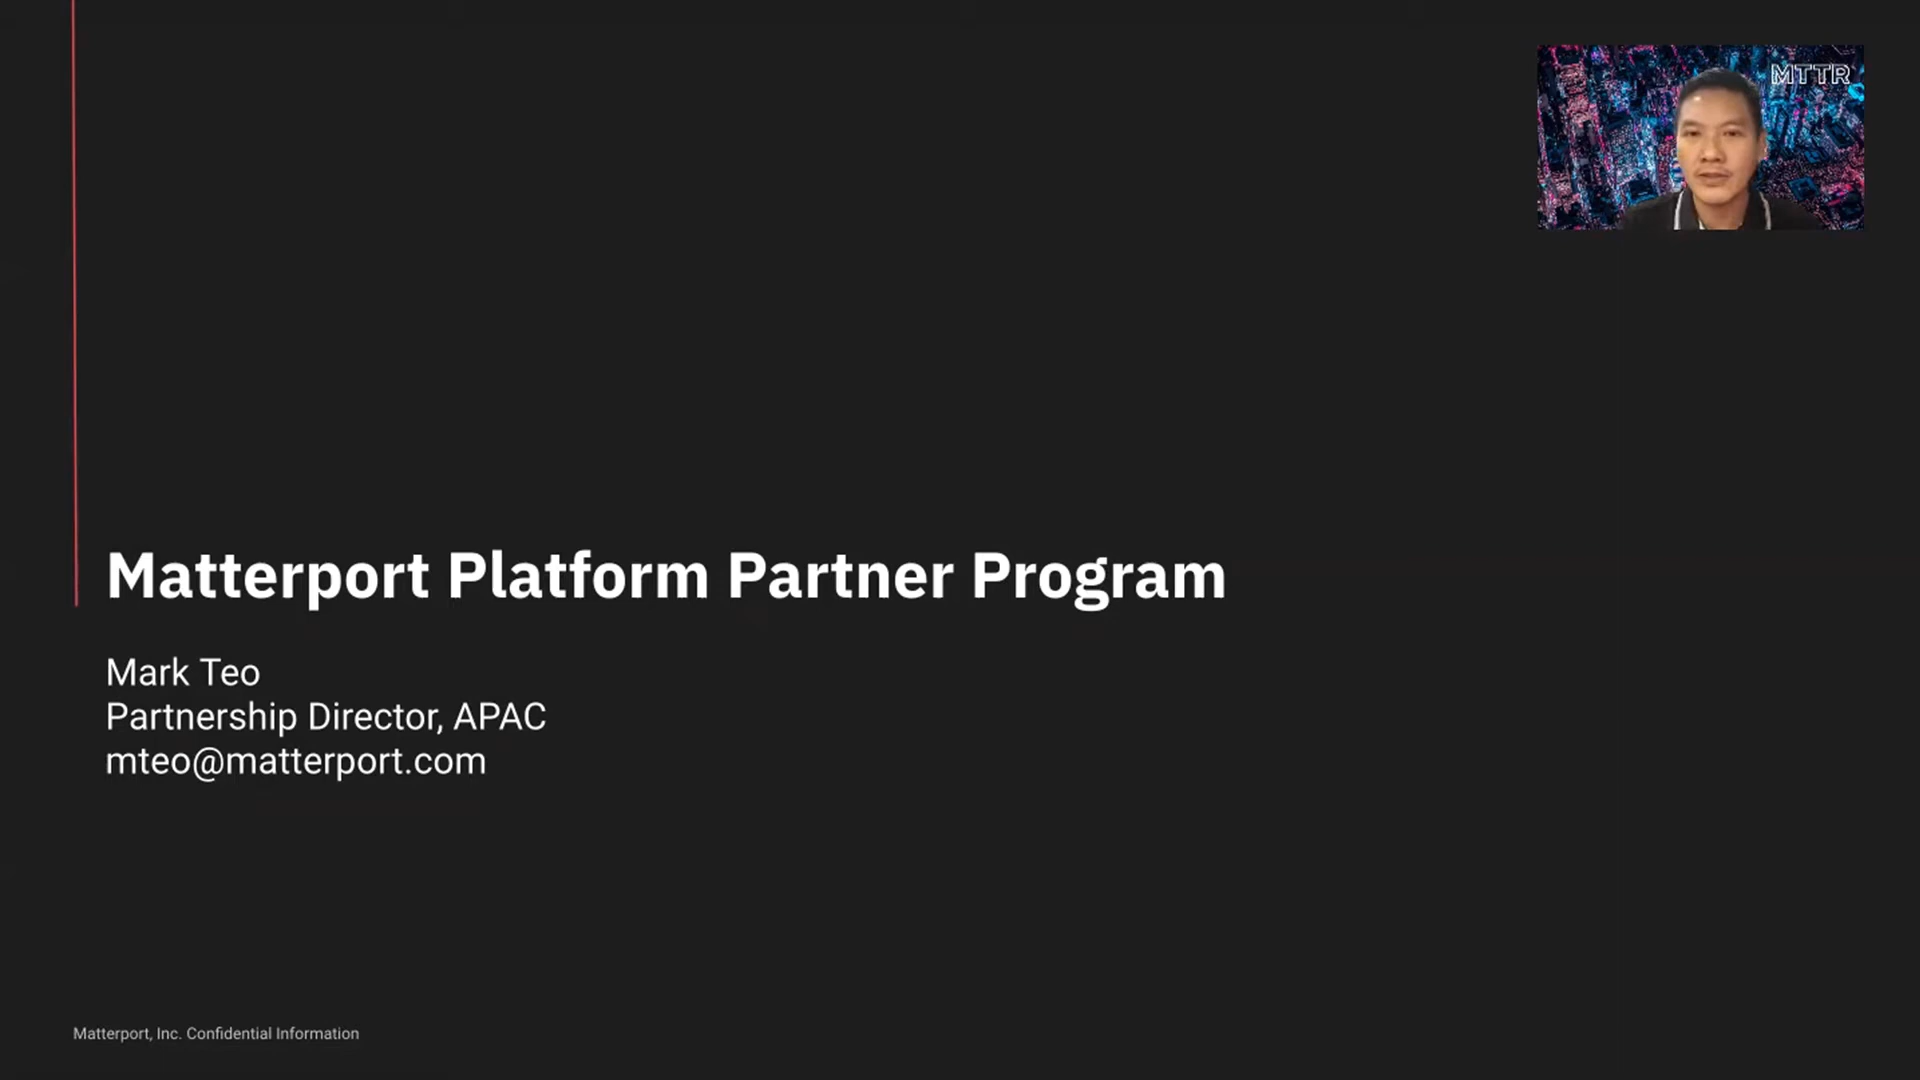 MTTR
Matterport Platform Partner Program
Mark Teo
Partnership Director, APAC
mteo@matterport.com
Matterport, Inc. Confidential Information